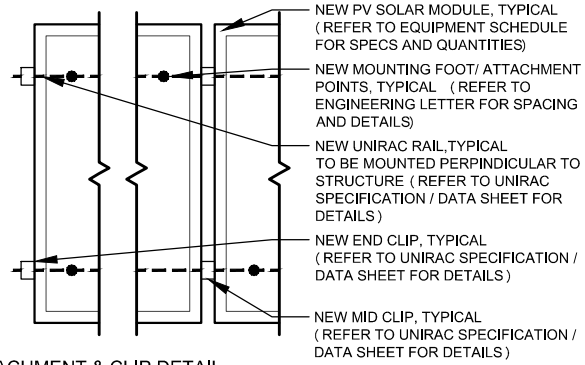 NEW PV SOLAR MODULE, TYPICAL
( REFER TO EQUIPMENT SCHEDULE
FOR SPECS AND QUANTITIES)
NEW MOUNTING FOOT/ ATTACHMENT
POINTS, TYPICAL ( REFER TO
ENGINEERING LETTER FOR SPACING
AND DETAILS)
NEW UNIRAC RAIL,TYPICAL
TO BE MOUNTED PERPINDICULAR TO
STRUCTURE ( REFER TO UNIRAC
SPECIFICATION / DATA SHEET FOR
DETAILS )
NEW END CLIP, TYPICAL
( REFER TO UNIRAC SPECIFICATION /
DATA SHEET FOR DETAILS )
NEW MID CLIP, TYPICAL
( REFER TO UNIRAC SPECIFICATION /
DATA SHEET FOR DETAILS )
& CLIP DETAIL